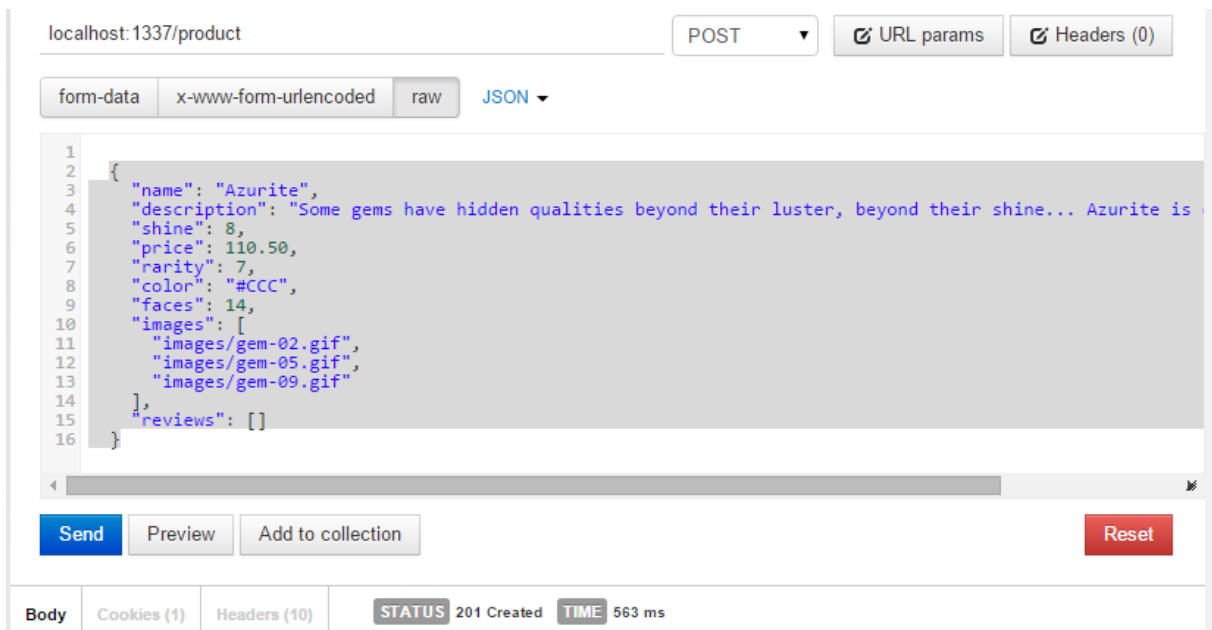 localhost:1337/product POST URL params Headers (0)
form-data x-www-form-urlencoded raw JSON
1
2 {
3 "name": "Azurite",
4 "description": "Some gems have hidden qualities beyond their luster, beyond their shine... Azurite is
5 "shine": 8,
6 "price": 110.50,
7 "rarity": 7,
8 "color": "#CCC",
9 "faces": 14,
10 "images": [
11 "images/gem-02.gif",
12 "images/gem-05.gif",
13 "images/gem-09.gif"
14 ],
15 "reviews": []
16 }
Send Preview Add to collection Reset
Body Cookies (1) Headers (10) STATUS 201 Created TIME 563 ms